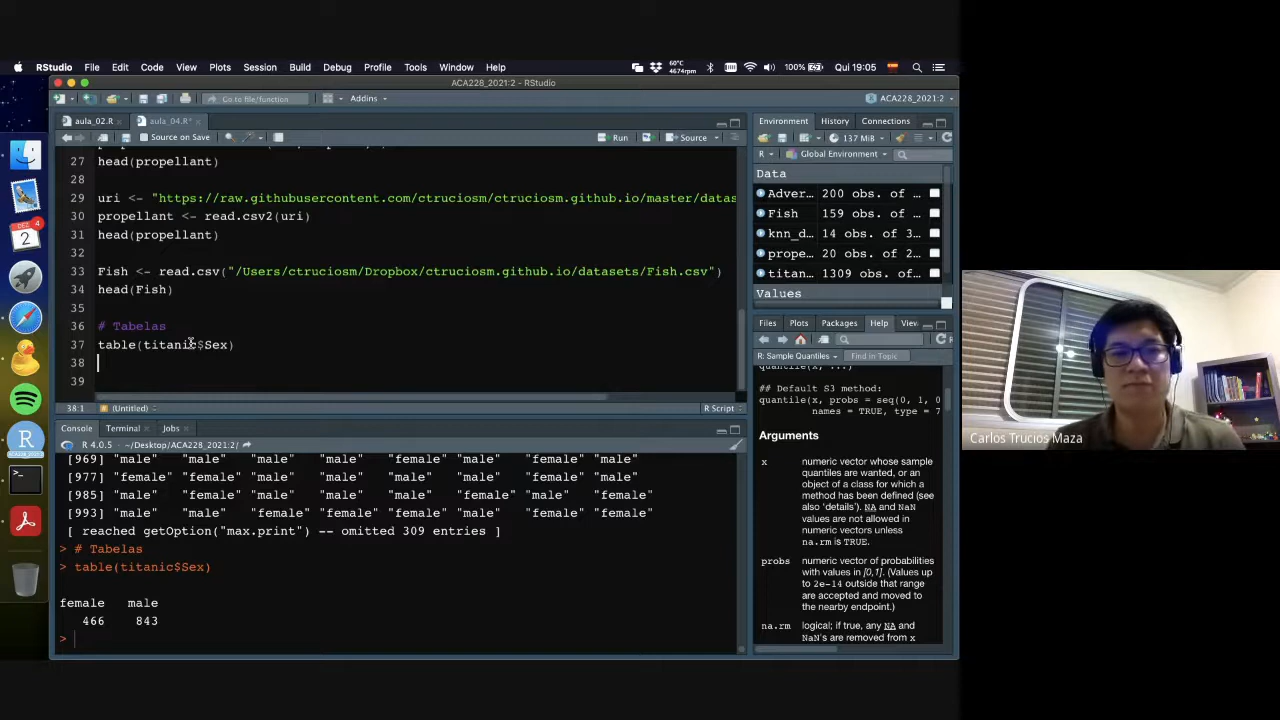 RStudio File Edit Code View Plots Session Build Debug Profile Tools Window Help 60°C 4674rpm 100% Qui 19:05
ACA228_2021:2 - RStudio
Go to file/function Addins ACA228_2021:2
aula_02.R aula_04.R*
Source on Save Run Source
27 head(propellant)
28
29 uri <- "https://raw.githubusercontent.com/ctruciosm/ctruciosm.github.io/master/datas
30 propellant <- read.csv2(uri)
31 head(propellant)
32
33 Fish <- read.csv("/Users/ctruciosm/Dropbox/ctruciosm.github.io/datasets/Fish.csv")
34 head(Fish)
35
36 # Tabelas
37 table(titanic$Sex)
38
39
38:1 (Untitled) R Script
Console Terminal Jobs
R 4.0.5 · ~/Desktop/ACA228_2021:2/
[969] "male" "male" "male" "male" "female" "male" "female" "male"
[977] "female" "female" "male" "male" "male" "male" "male" "male"
[985] "male" "female" "male" "male" "male" "female" "male" "female"
[993] "male" "male" "female" "female" "male" "female" "female" "female"
[ reached getOption("max.print") -- omitted 309 entries ]
> # Tabelas
> table(titanic$Sex)
female male
466 843
>
Environment History Connections
137 MiB
R Global Environment
Data
Adver... 200 obs. of ...
Fish 159 obs. of ...
knn_d... 14 obs. of 3...
prope... 20 obs. of 2...
titan... 1309 obs. of...
Values
Files Plots Packages Help View
R: Sample Quantiles Find in Topic
quantile(x, ...)
## Default S3 method:
quantile(x, probs = seq(0, 1, 0
names = TRUE, type = 7
Arguments
x numeric vector whose sample
quantiles are wanted, or an
object of a class for which a
method has been defined (see
also 'details'). NA and NaN
values are not allowed in
numeric vectors unless
na.rm is TRUE.
probs numeric vector of probabilities
with values in [0,1]. (Values up
to 2e-14 outside that range
are accepted and moved to
the nearby endpoint.)
na.rm logical; if true, any NA and
NaN's are removed from x
DEZ 4
2
Carlos Trucios Maza